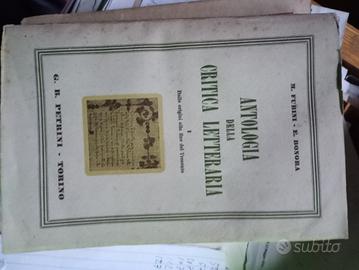 M. FUBINI - E. BONORA
ANTOLOGIA
DELLA
CRITICA LETTERARIA
I
Dalle origini alla fine del Trecento
G. B. PETRINI - TORINO
subito